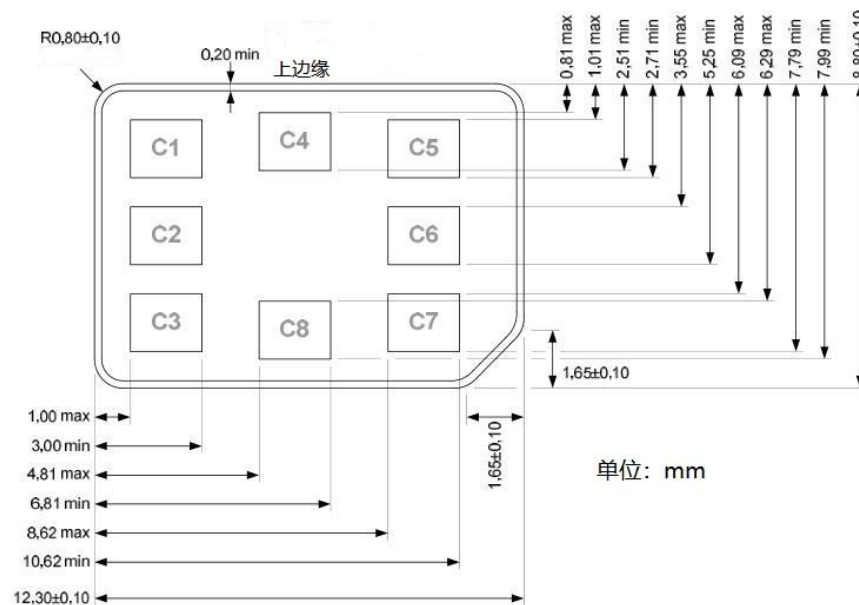 R0,80±0,10
0,20 min
上边缘
0,81 max
1,01 max
2,51 min
2,71 min
3,55 max
5,25 min
6,09 max
6,29 max
7,79 min
7,99 min
8,80±0,10
C1
C4
C5
C2
C6
C3
C8
C7
1,65±0,10
1,00 max
3,00 min
4,81 max
6,81 min
8,62 max
10,62 min
12,30±0,10
1,65±0,10
单位：mm